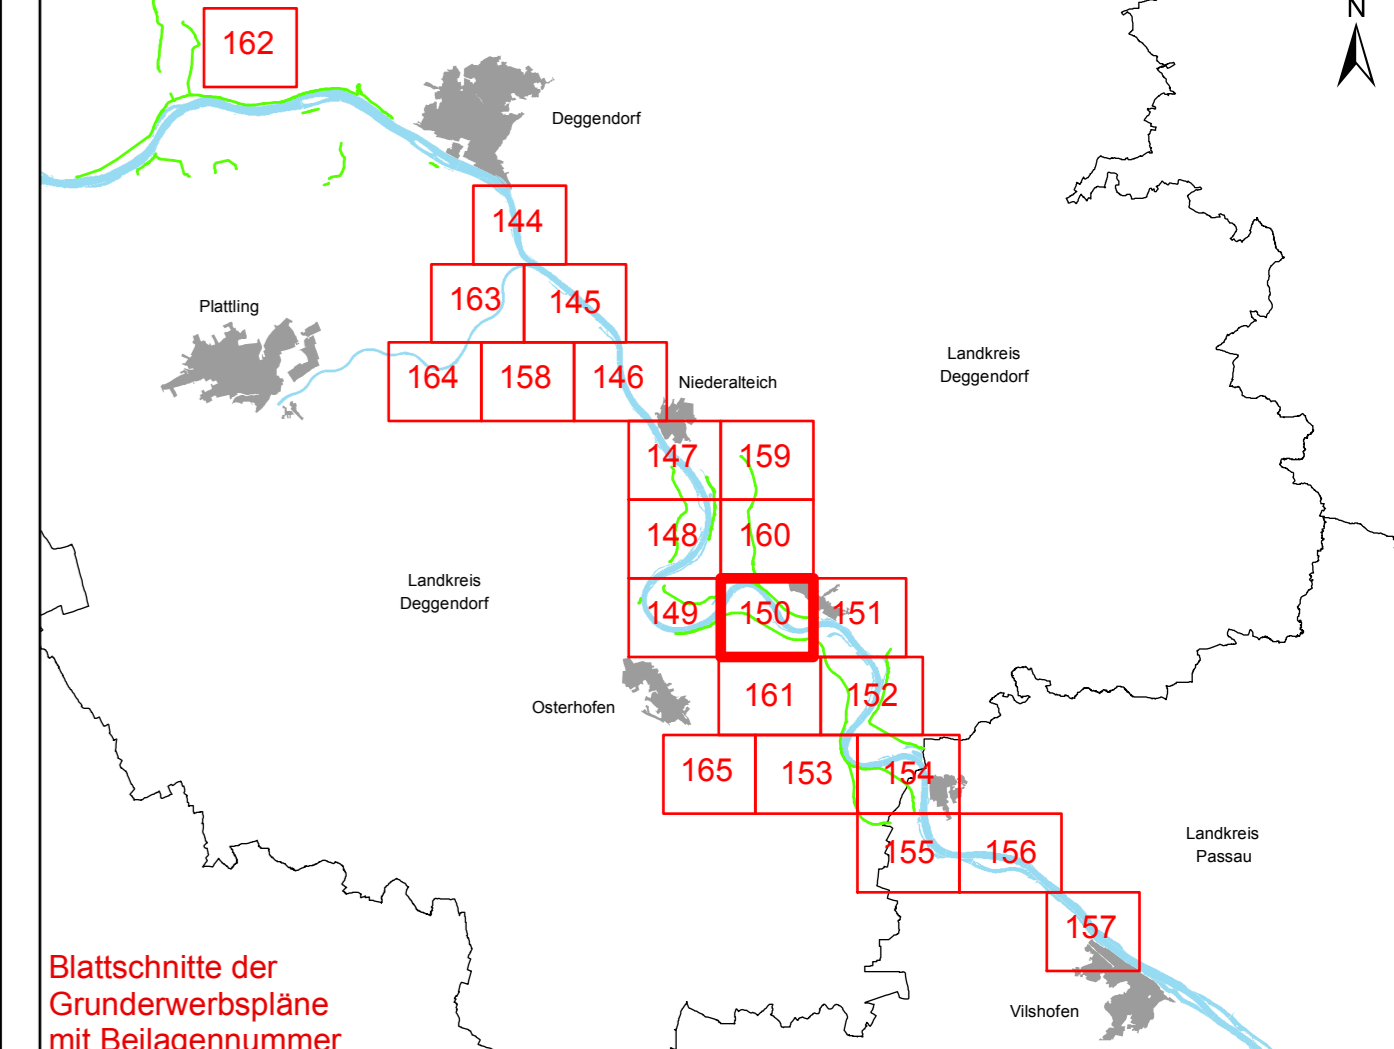 N
162
Deggendorf
144
Plattling
163
145
164
158
146
Niederalteich
Landkreis
Deggendorf
147
159
148
160
Landkreis
Deggendorf
149
150
151
Osterhofen
161
152
165
153
154
155
156
Landkreis
Passau
157
Vilshofen
Blattschnitte der
Grunderwerbspläne
mit Beilagennummer